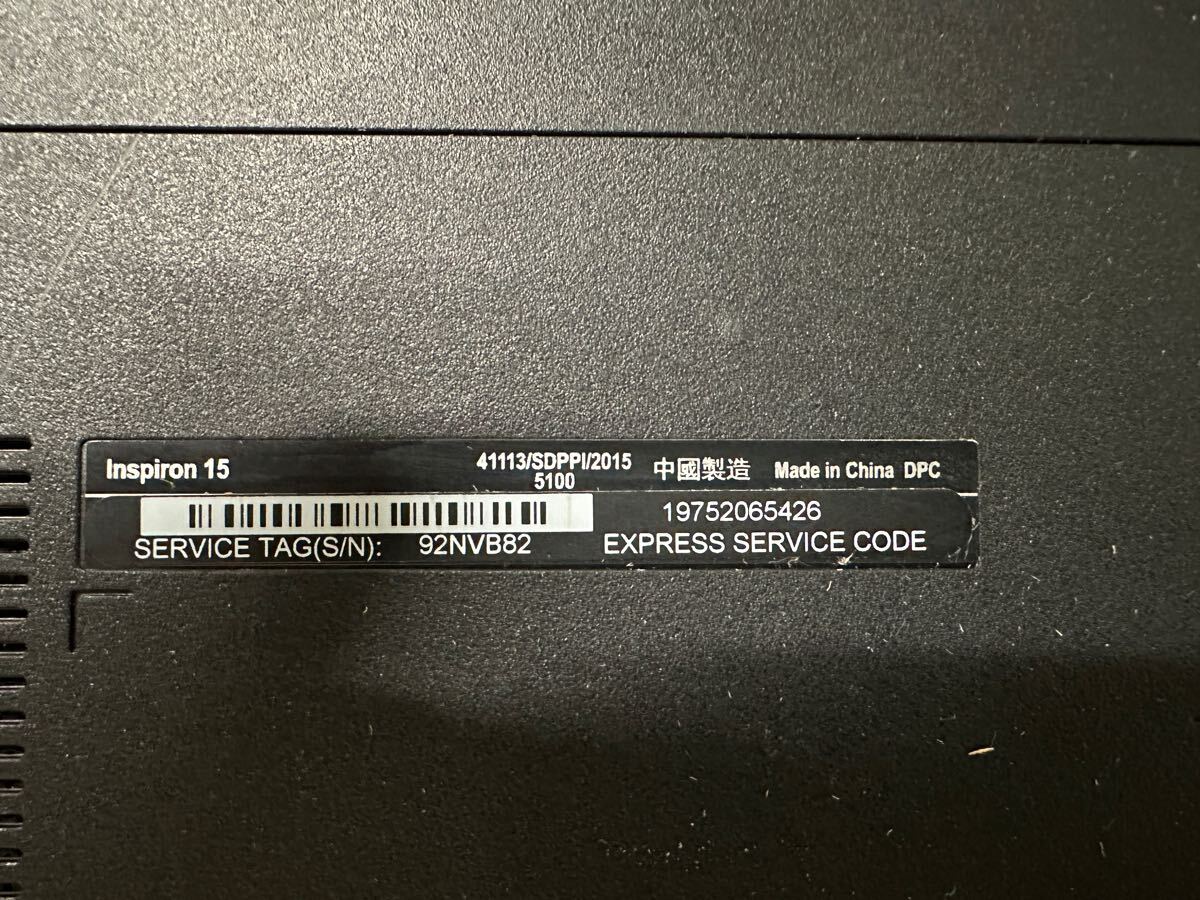 Inspiron 15
41113/SDPPI/2015
5100
中國製造 Made in China DPC
19752065426
SERVICE TAG(S/N): 92NVB82
EXPRESS SERVICE CODE